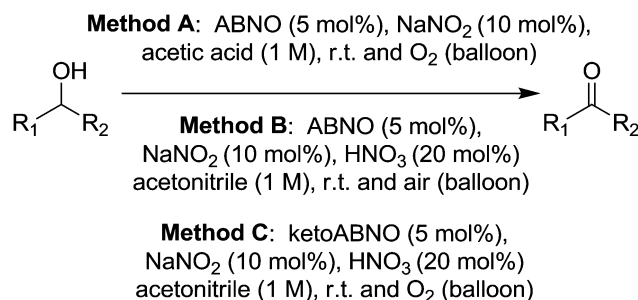 Method A: ABNO (5 mol%), NaNO₂ (10 mol%),
acetic acid (1 M), r.t. and O₂ (balloon)
OH
R₁ R₂
O
R₁ R₂
Method B: ABNO (5 mol%),
NaNO₂ (10 mol%), HNO₃ (20 mol%)
acetonitrile (1 M), r.t. and air (balloon)
Method C: ketoABNO (5 mol%),
NaNO₂ (10 mol%), HNO₃ (20 mol%)
acetonitrile (1 M), r.t. and O₂ (balloon)